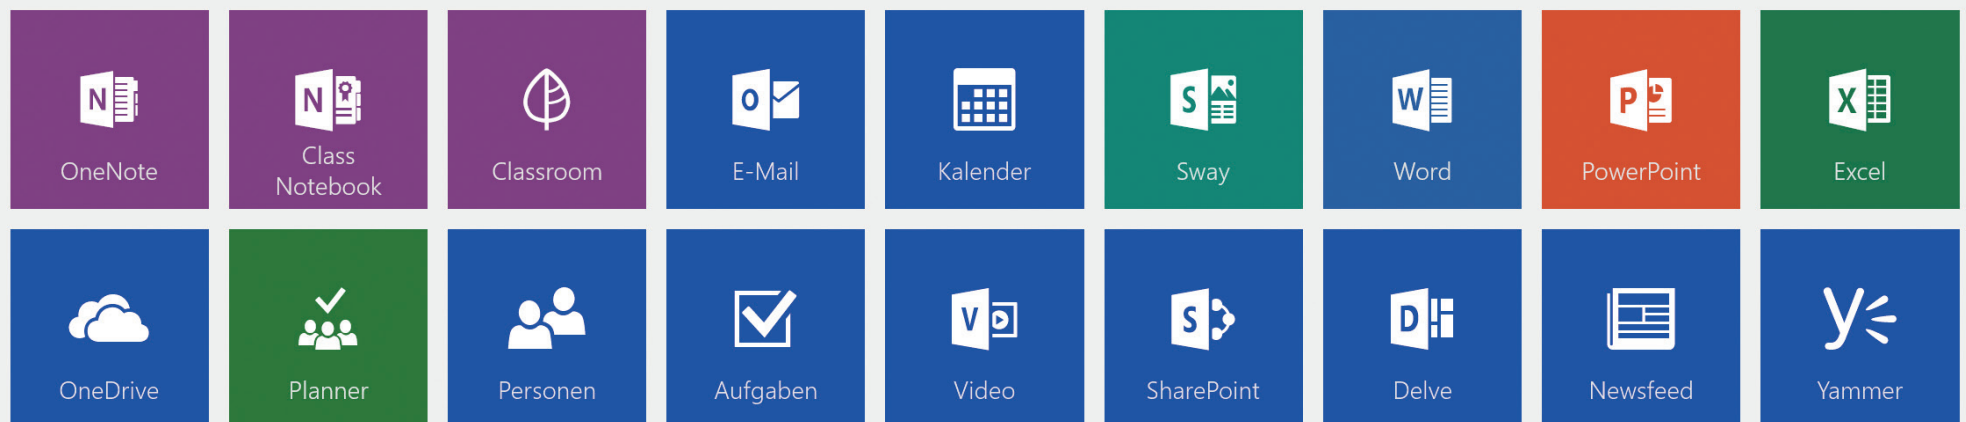 OneNote
Class
Notebook
Classroom
E-Mail
Kalender
Sway
Word
PowerPoint
Excel
OneDrive
Planner
Personen
Aufgaben
Video
SharePoint
Delve
Newsfeed
Yammer